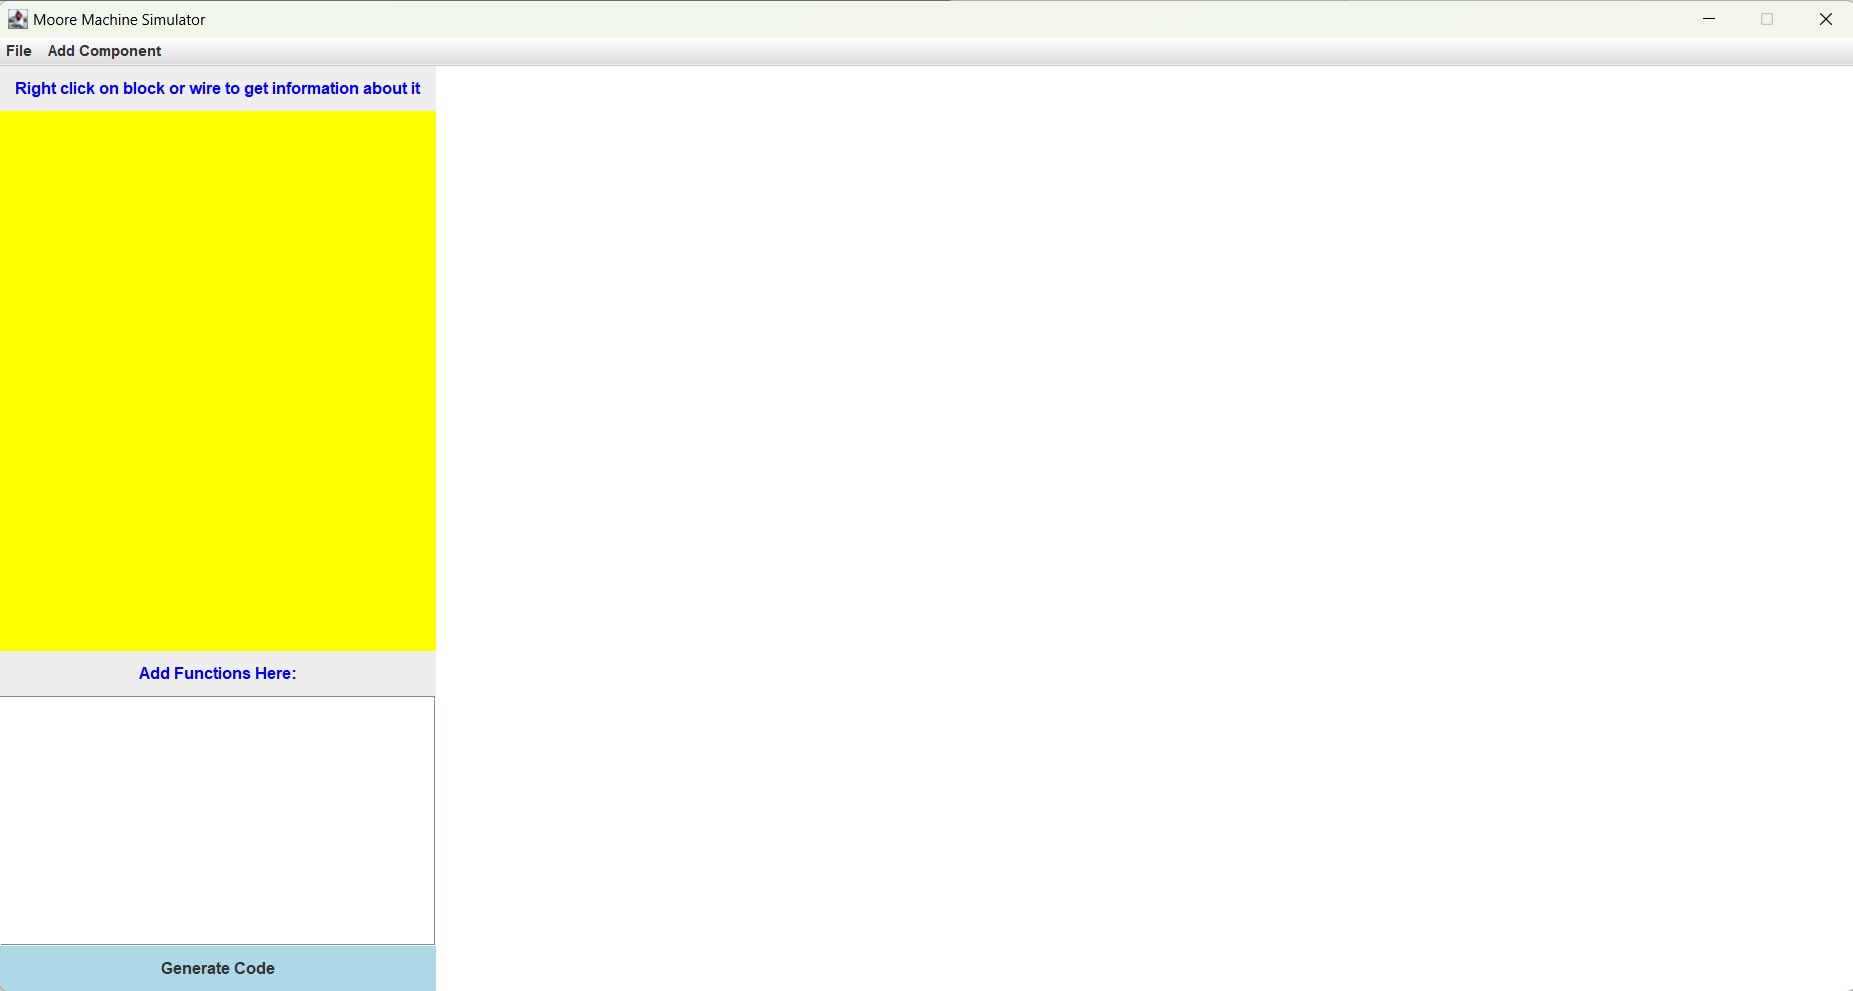 Moore Machine Simulator
File Add Component
Right click on block or wire to get information about it
Add Functions Here:
Generate Code